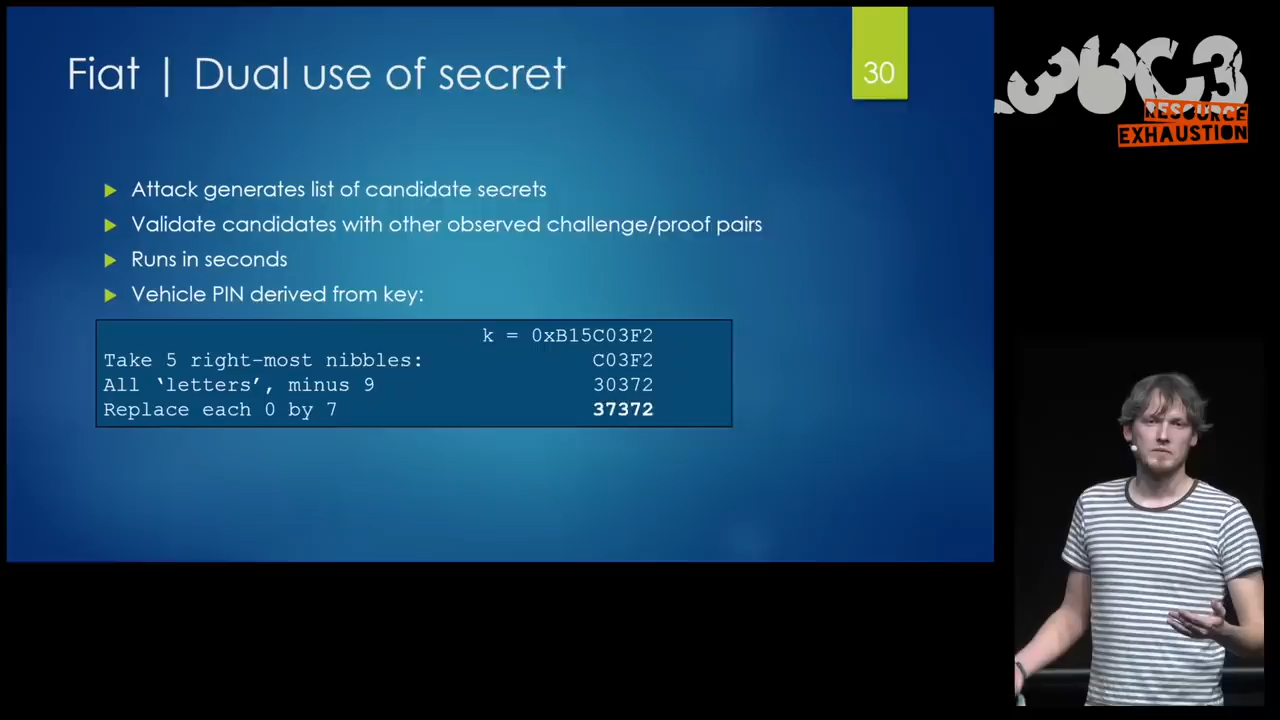 Fiat | Dual use of secret
30
Attack generates list of candidate secrets
Validate candidates with other observed challenge/proof pairs
Runs in seconds
Vehicle PIN derived from key:
k = 0xB15C03F2
Take 5 right-most nibbles: C03F2
All ‘letters’, minus 9 30372
Replace each 0 by 7 37372
36C3
RESOURCE
EXHAUSTION